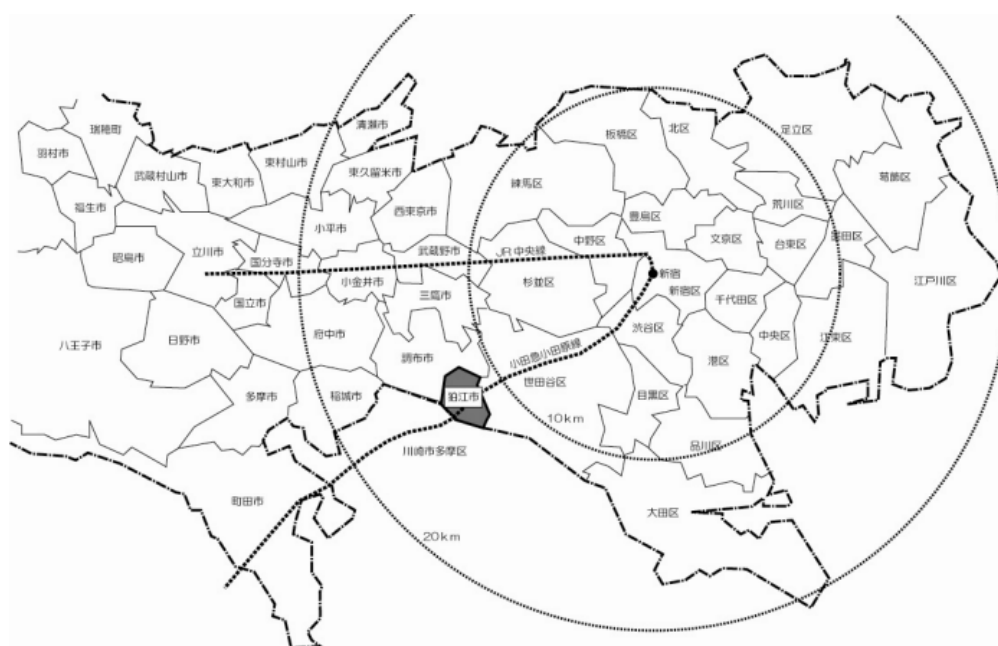 清瀬市
板橋区
北区
足立区
瑞穂町
羽村市
東村山市
東久留米市
武蔵村山市
東大和市
練馬区
葛飾区
福生市
西東京市
荒川区
小平市
豊島区
文京区
台東区
墨田区
昭島市
立川市
国分寺市
武蔵野市
JR中央線
中野区
新宿
江戸川区
小金井市
三鷹市
杉並区
新宿区
国立市
千代田区
府中市
渋谷区
中央区
江東区
八王子市
日野市
調布市
小田急小田原線
港区
世田谷区
多摩市
稲城市
狛江市
目黒区
10km
品川区
川崎市多摩区
町田市
大田区
20km